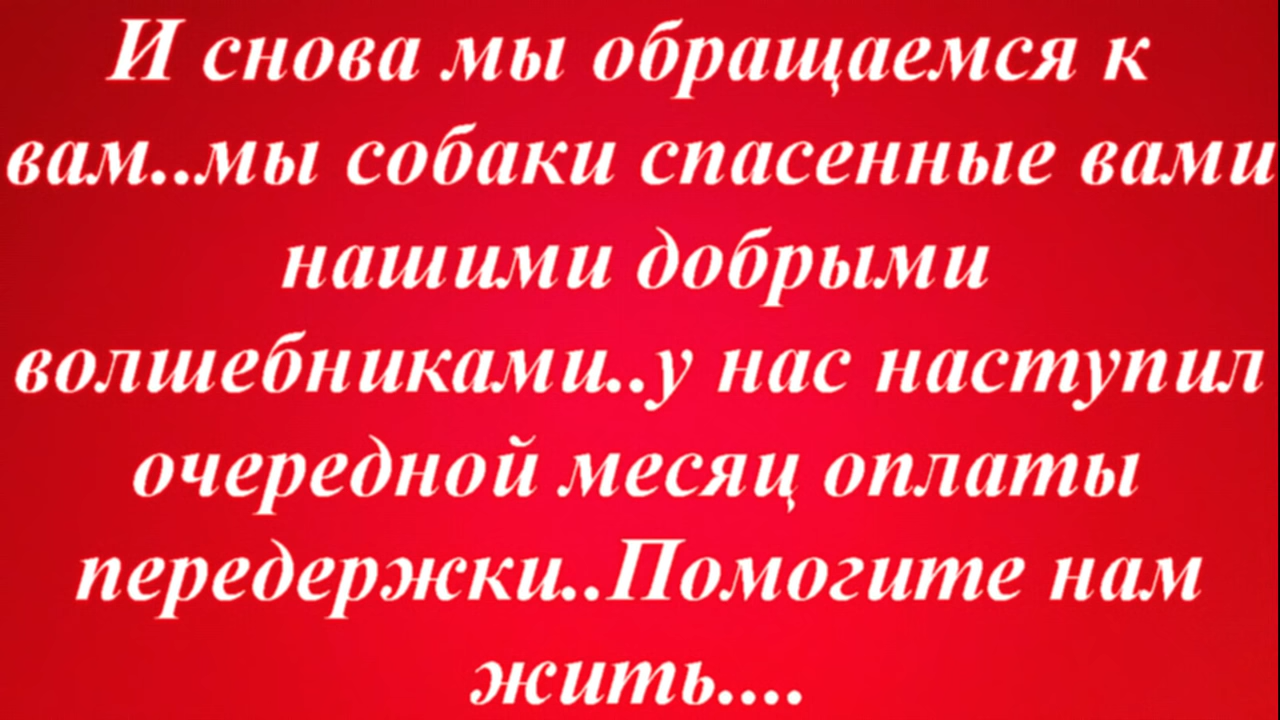 И снова мы обращаемся к
вам..мы собаки спасенные вами
нашими добрыми
волшебниками..у нас наступил
очередной месяц оплаты
передержки..Помогите нам
жить....